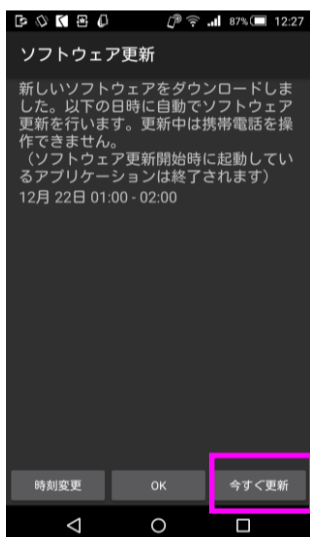 87% 12:27
ソフトウェア更新
新しいソフトウェアをダウンロードしま
した。以下の日時に自動でソフトウェア
更新を行います。更新中は携帯電話を操
作できません。
（ソフトウェア更新開始時に起動してい
るアプリケーションは終了されます）
12月 22日 01:00 - 02:00
時刻変更 OK 今すぐ更新